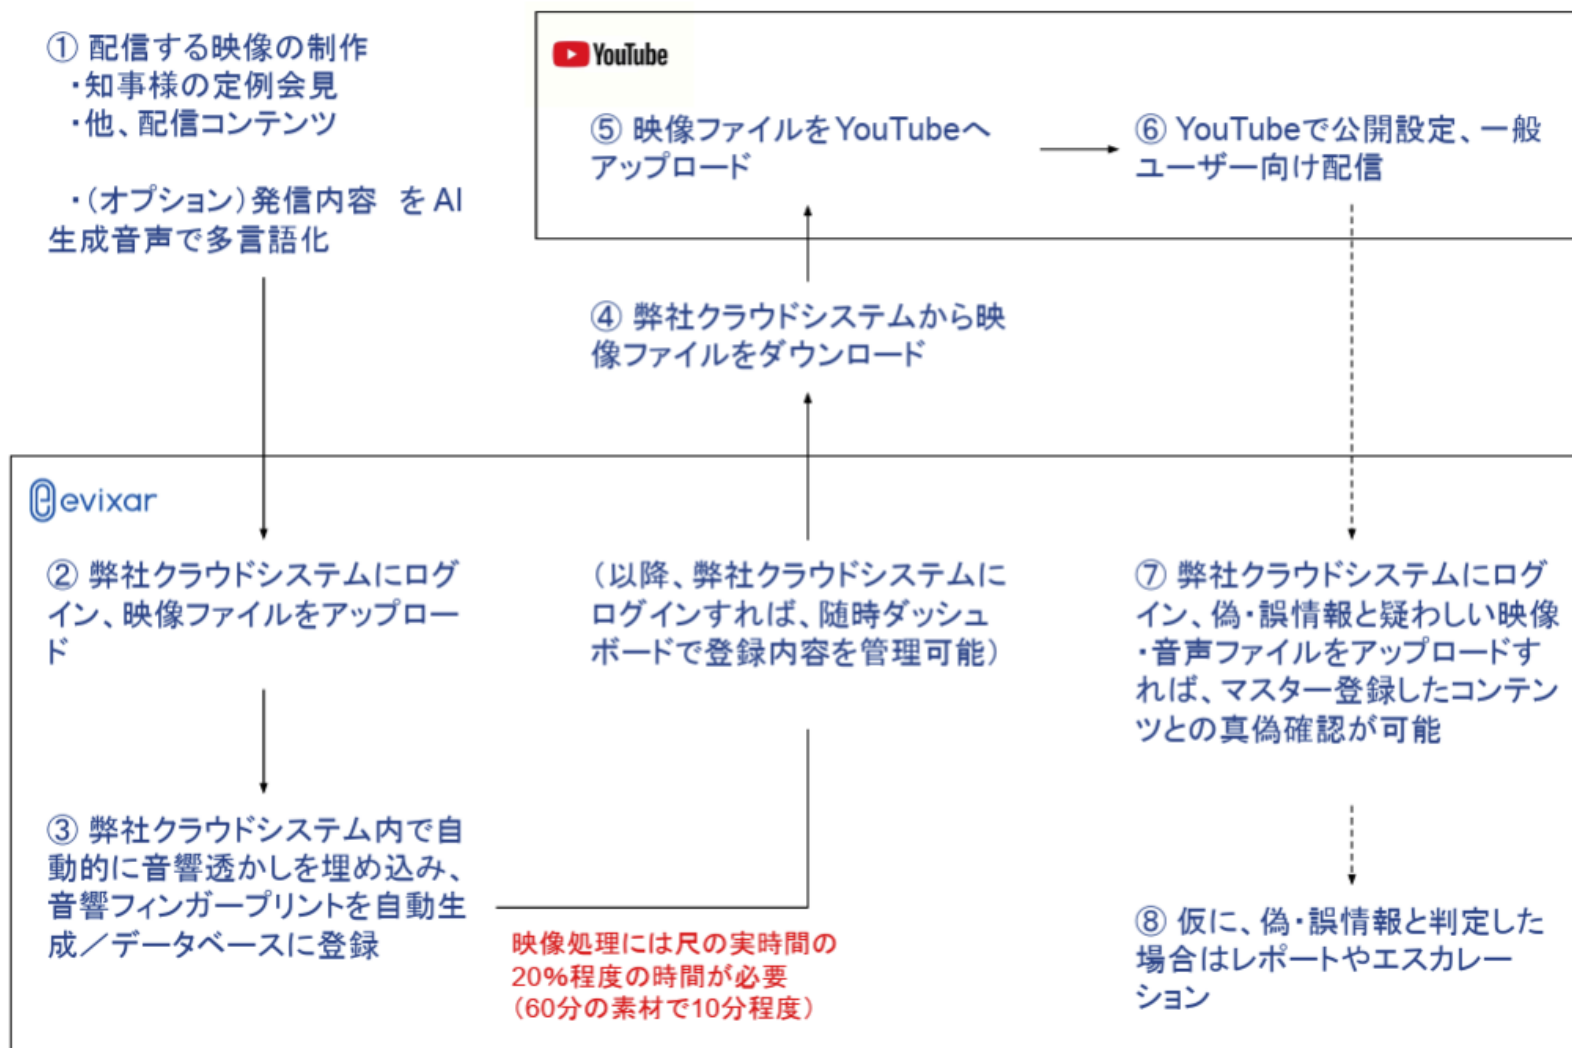 ① 配信する映像の制作
・知事様の定例会見
・他、配信コンテンツ
・(オプション)発信内容 を AI
生成音声で多言語化
YouTube
⑤ 映像ファイルをYouTubeへ
アップロード
⑥ YouTubeで公開設定、一般
ユーザー向け配信
④ 弊社クラウドシステムから映
像ファイルをダウンロード
evixar
② 弊社クラウドシステムにログ
イン、映像ファイルをアップロー
ド
(以降、弊社クラウドシステムに
ログインすれば、随時ダッシュ
ボードで登録内容を管理可能)
⑦ 弊社クラウドシステムにログ
イン、偽・誤情報と疑わしい映像
・音声ファイルをアップロードす
れば、マスター登録したコンテン
ツとの真偽確認が可能
③ 弊社クラウドシステム内で自
動的に音響透かしを埋め込み、
音響フィンガープリントを自動生
成／データベースに登録
映像処理には尺の実時間の
20%程度の時間が必要
(60分の素材で10分程度)
⑧ 仮に、偽・誤情報と判定した
場合はレポートやエスカレー
ション